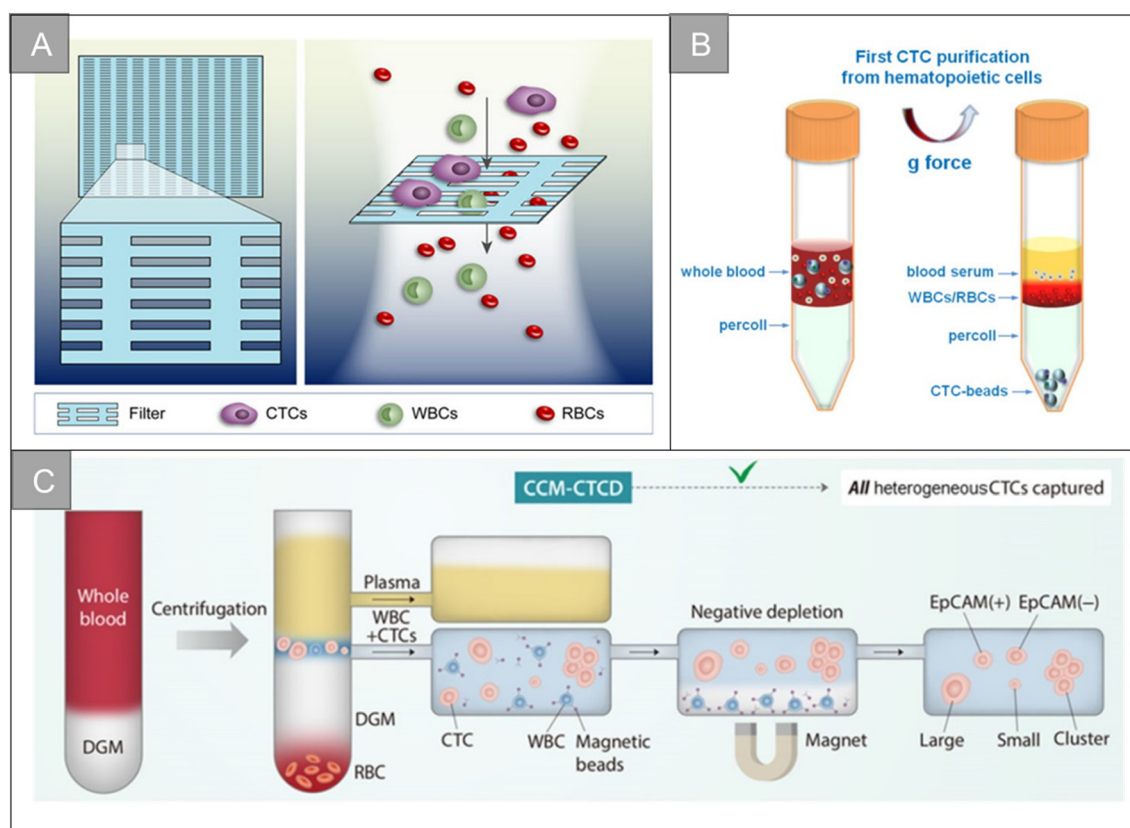 A
Filter
CTCs
WBCs
RBCs
B
First CTC purification
from hematopoietic cells
g force
whole blood
percoll
blood serum
WBCs/RBCs
percoll
CTC-beads
C
CCM-CTCD
All heterogeneous CTCs captured
Whole
blood
DGM
Centrifugation
Plasma
WBC
+CTCs
DGM
RBC
CTC
WBC
Magnetic
beads
Negative depletion
Magnet
EpCAM(+)
EpCAM(−)
Large
Small
Cluster